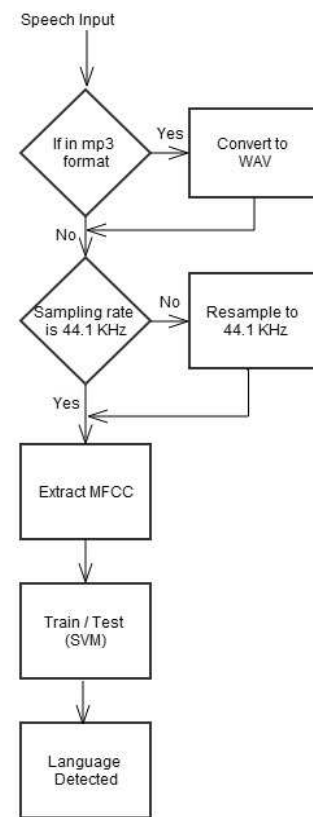 Speech Input
If in mp3
format
Yes
Convert to
WAV
No
Sampling rate
is 44.1 KHz
No
Resample to
44.1 KHz
Yes
Extract MFCC
Train / Test
(SVM)
Language
Detected